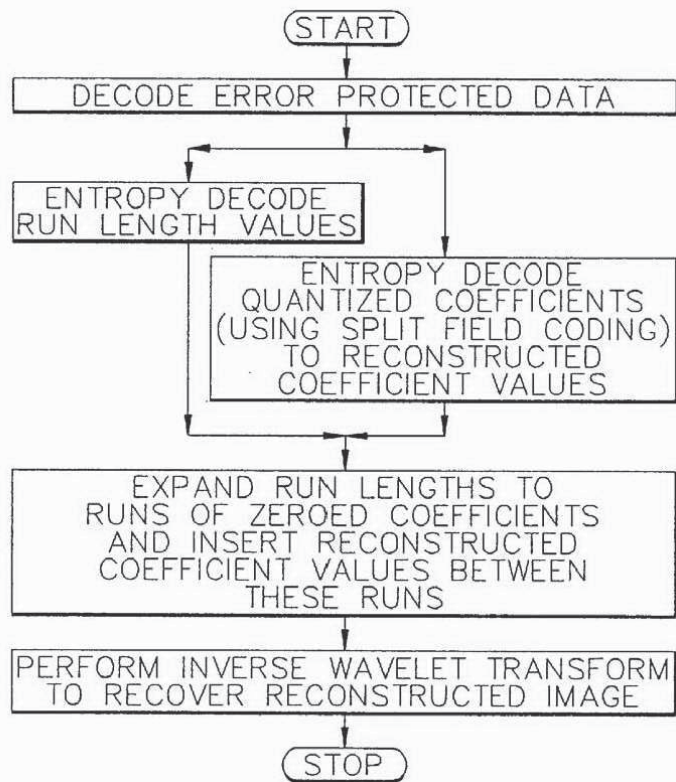 START
DECODE ERROR PROTECTED DATA
ENTROPY DECODE
RUN LENGTH VALUES
ENTROPY DECODE
QUANTIZED COEFFICIENTS
(USING SPLIT FIELD CODING)
TO RECONSTRUCTED
COEFFICIENT VALUES
EXPAND RUN LENGTHS TO
RUNS OF ZEROED COEFFICIENTS
AND INSERT RECONSTRUCTED
COEFFICIENT VALUES BETWEEN
THESE RUNS
PERFORM INVERSE WAVELET TRANSFORM
TO RECOVER RECONSTRUCTED IMAGE
STOP